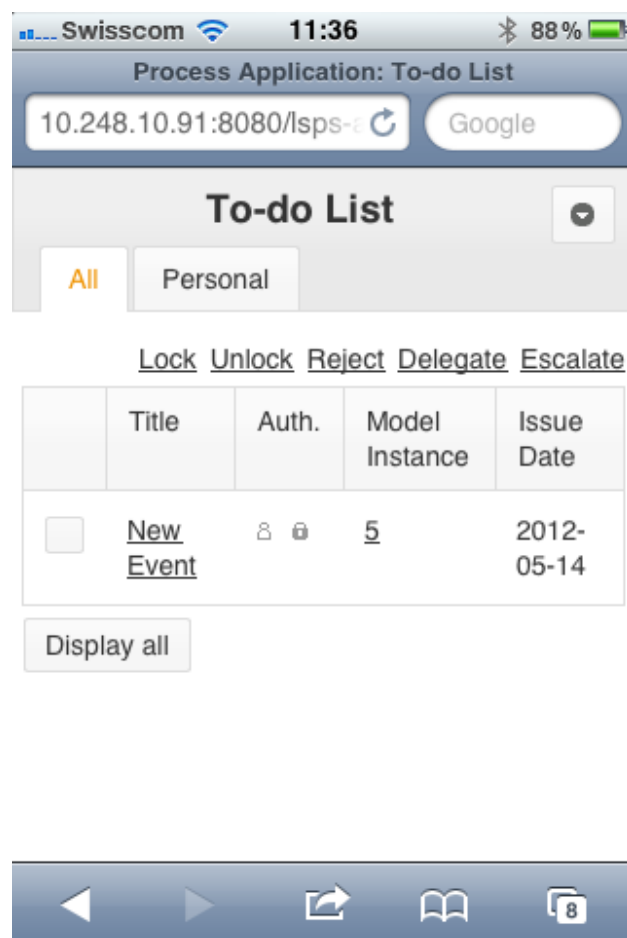 Swisscom 11:36 88%
Process Application: To-do List
10.248.10.91:8080/lsps- Google
To-do List
All Personal
Lock Unlock Reject Delegate Escalate
Title Auth. Model Issue
Instance Date
New 5 2012-
Event 05-14
Display all
8